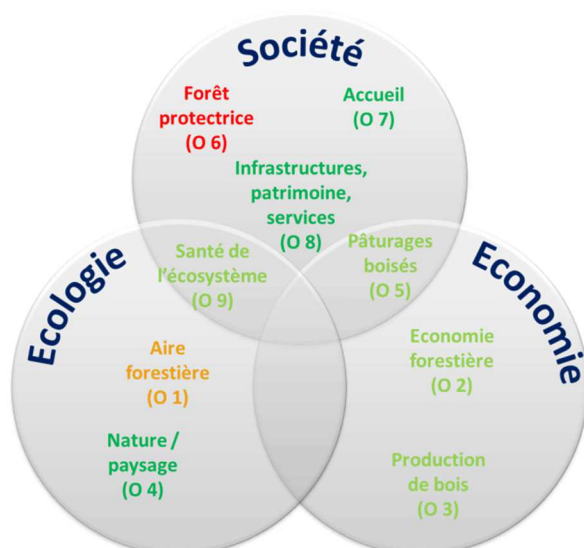 Société
Forêt
protectrice
(O 6)
Accueil
(O 7)
Infrastructures,
patrimoine,
services
(O 8)
Ecologie
Santé de
l'écosystème
(O 9)
Pâturages
boisés
(O 5)
Economie
Aire
forestière
(O 1)
Economie
forestière
(O 2)
Nature /
paysage
(O 4)
Production
de bois
(O 3)